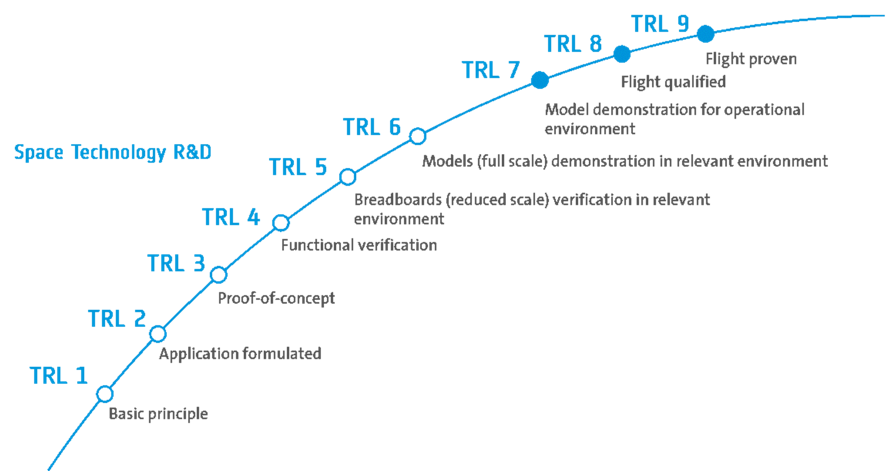 TRL 9
Flight proven
TRL 8
Flight qualified
TRL 7
Model demonstration for operational
environment
TRL 6
Models (full scale) demonstration in relevant environment
Space Technology R&D
TRL 5
Breadboards (reduced scale) verification in relevant
environment
TRL 4
Functional verification
TRL 3
Proof-of-concept
TRL 2
Application formulated
TRL 1
Basic principle